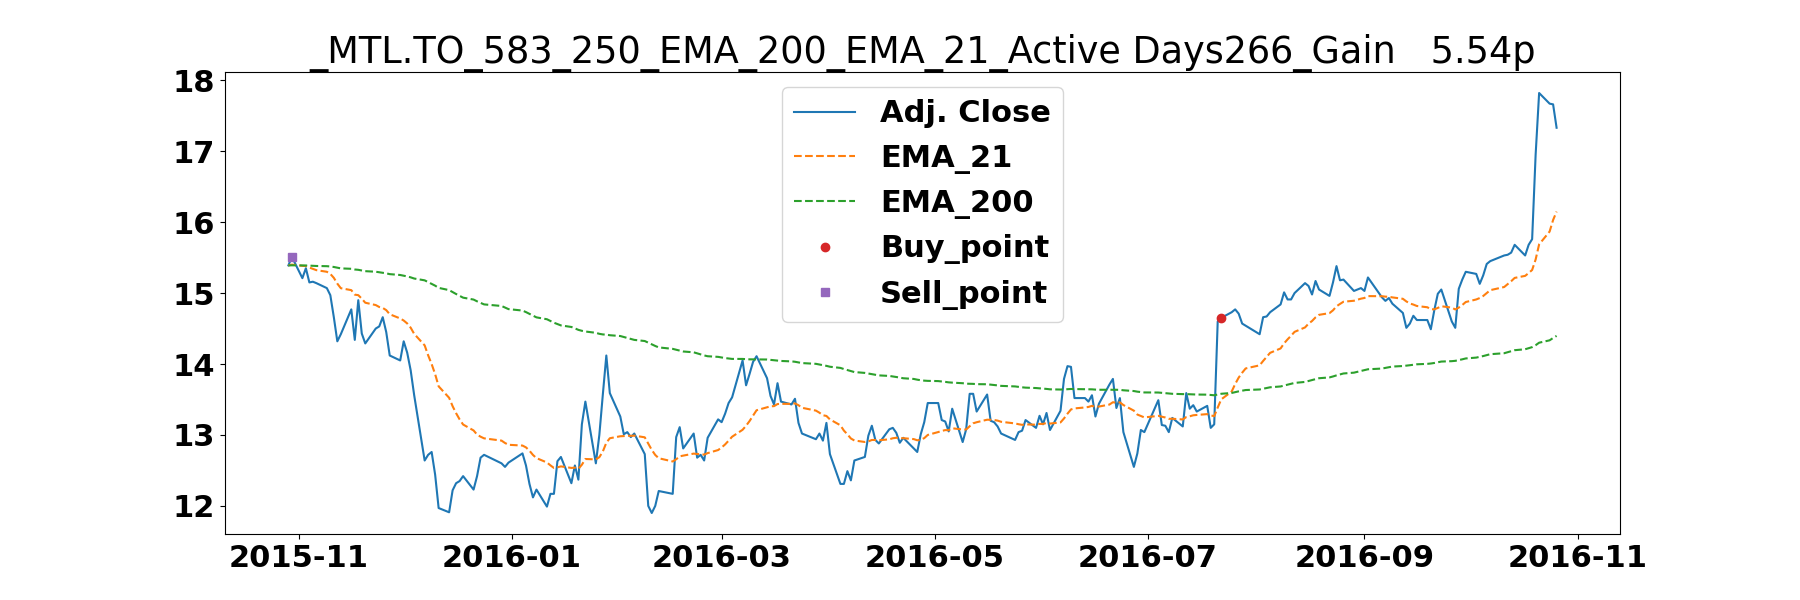 _MTL.TO_583_250_EMA_200_EMA_21_Active Days266_Gain   5.54p
18
17
16
15
14
13
12
Adj. Close
EMA_21
EMA_200
Buy_point
Sell_point
2015-11
2016-01
2016-03
2016-05
2016-07
2016-09
2016-11